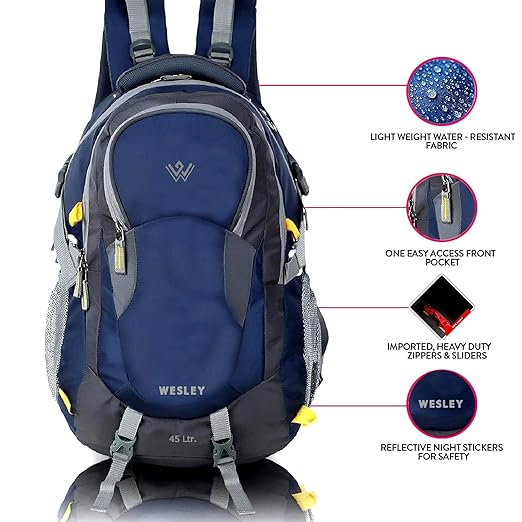 LIGHT WEIGHT WATER - RESISTANT
FABRIC
ONE EASY ACCESS FRONT
POCKET
IMPORTED, HEAVY DUTY
ZIPPERS & SLIDERS
WESLEY
WESLEY
REFLECTIVE NIGHT STICKERS
FOR SAFETY
45 Ltr.